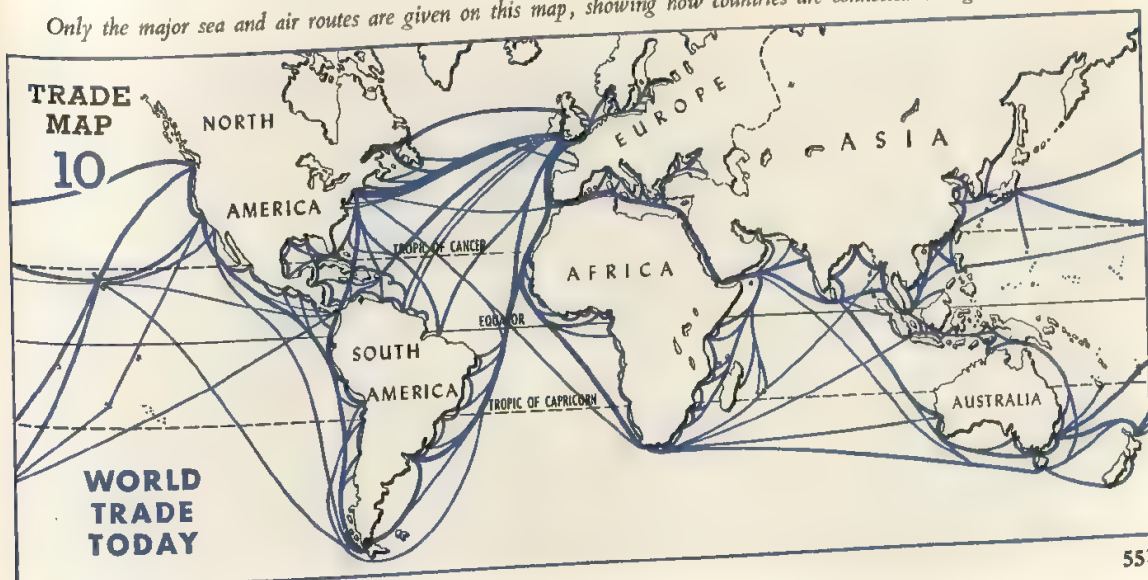 Only the major sea and air routes are given on this map, showing how countries are
TRADE
MAP
10
NORTH
AMERICA
EUROPE
ASIA
TROPIC OF CANCER
AFRICA
EQUATOR
SOUTH
AMERICA
TROPIC OF CAPRICORN
AUSTRALIA
WORLD
TRADE
TODAY